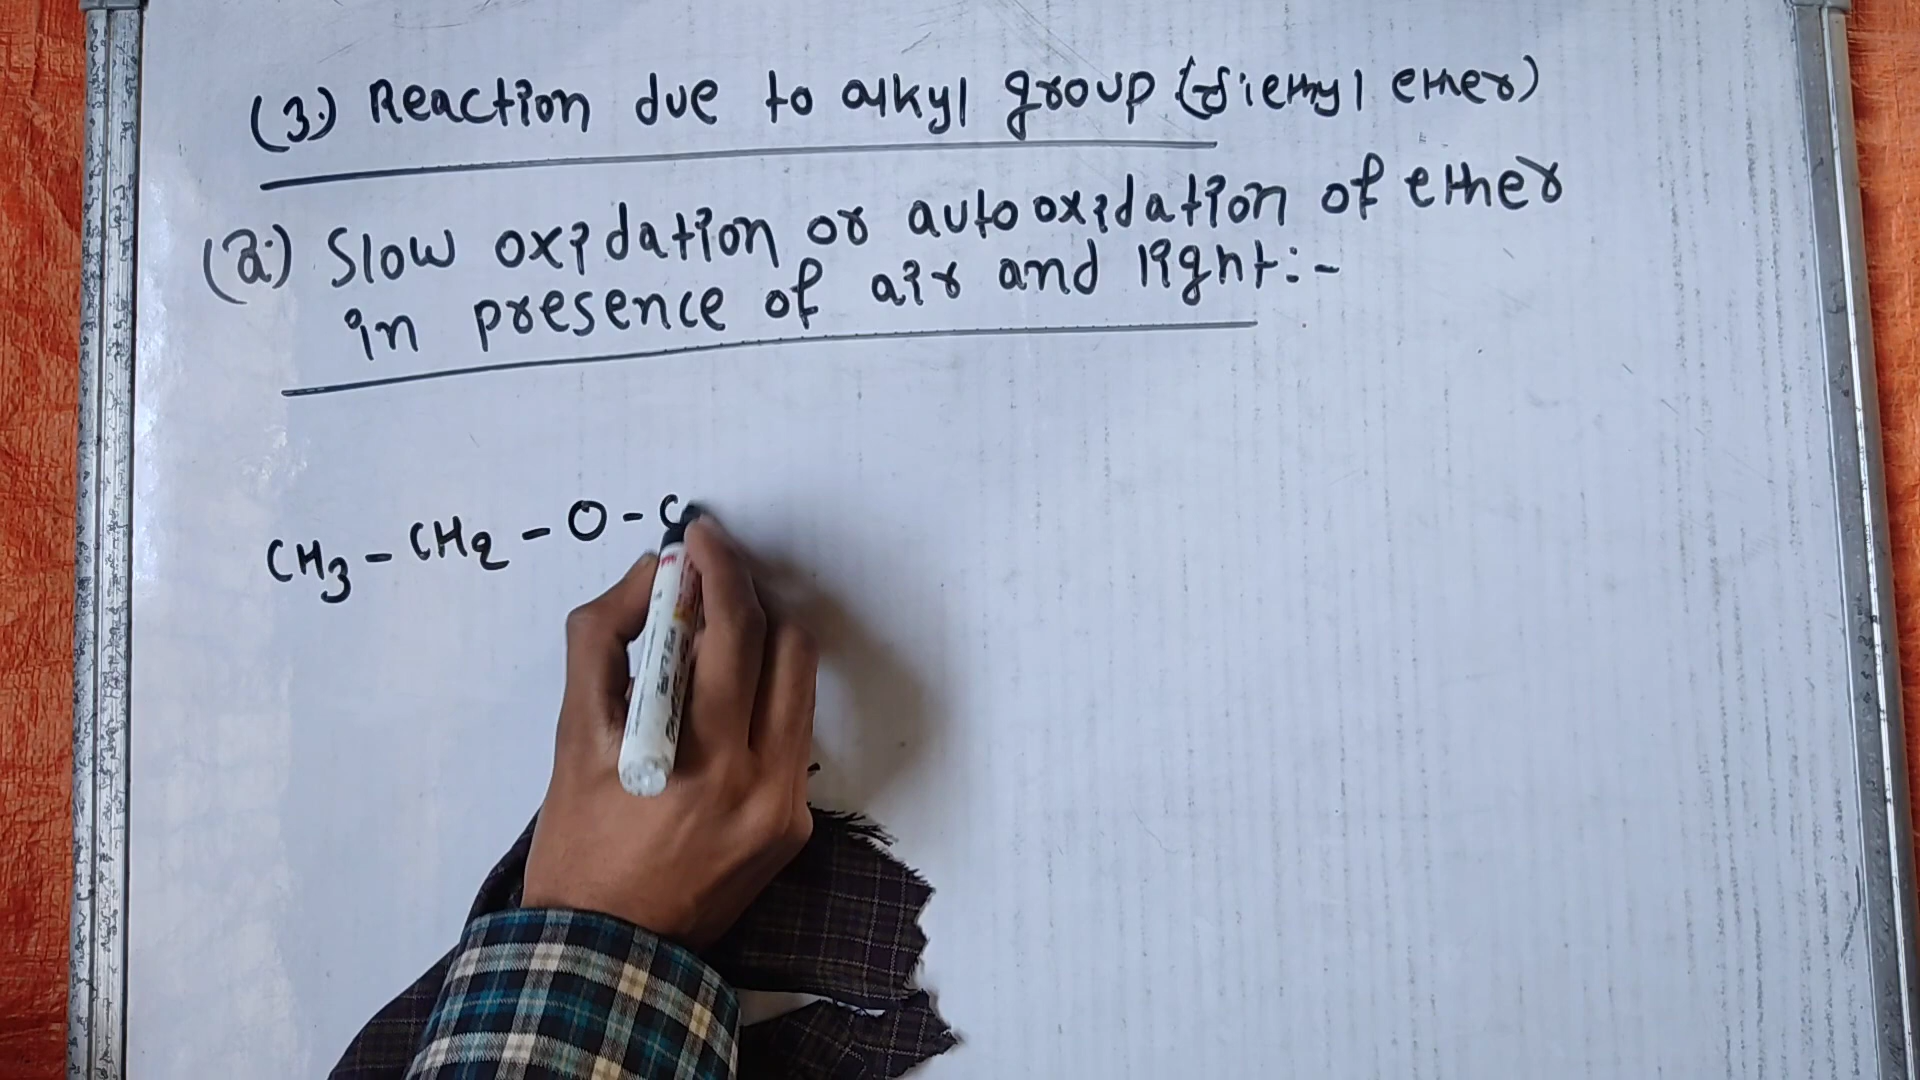 (3.) Reaction due to alkyl group (diethyl ether)
(a.) Slow oxidation or autooxidation of ether
in presence of air and light:-
CH3 - CH2 - O - C